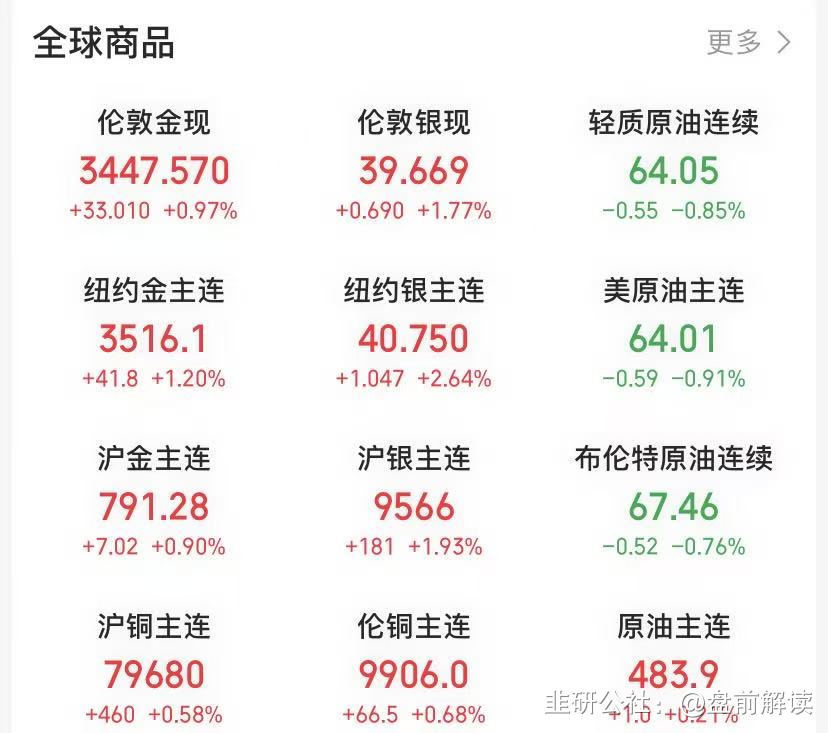 全球商品
更多
伦敦金现 伦敦银现 轻质原油连续
3447.570 39.669 64.05
+33.010 +0.97% +0.690 +1.77% -0.55 -0.85%
纽约金主连 纽约银主连 美原油主连
3516.1 40.750 64.01
+41.8 +1.20% +1.047 +2.64% -0.59 -0.91%
沪金主连 沪银主连 布伦特原油连续
791.28 9566 67.46
+7.02 +0.90% +181 +1.93% -0.52 -0.76%
沪铜主连 伦铜主连 原油主连
79680 9906.0 483.9
+460 +0.58% +66.5 +0.68% +1.0 +0.21%
韭研公社：@盘前解读